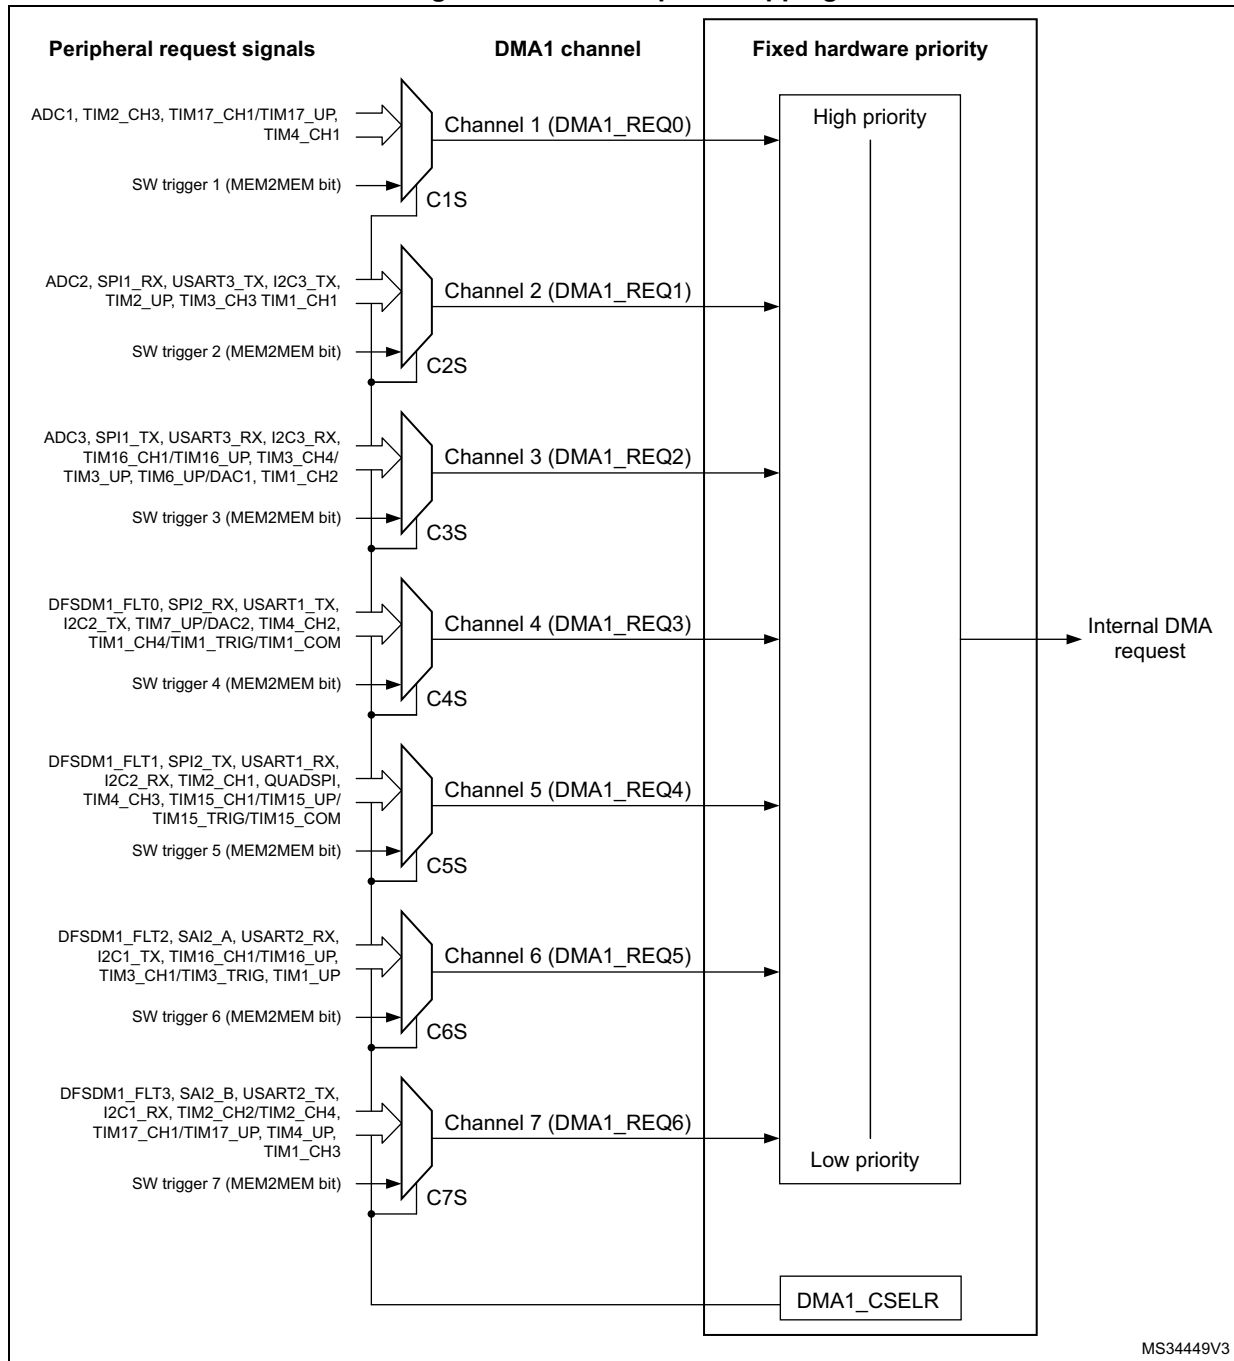 Peripheral request signals
DMA1 channel
Fixed hardware priority
High priority
ADC1, TIM2_CH3, TIM17_CH1/TIM17_UP,
TIM4_CH1
Channel 1 (DMA1_REQ0)
SW trigger 1 (MEM2MEM bit)
C1S
ADC2, SPI1_RX, USART3_TX, I2C3_TX,
TIM2_UP, TIM3_CH3 TIM1_CH1
Channel 2 (DMA1_REQ1)
SW trigger 2 (MEM2MEM bit)
C2S
ADC3, SPI1_TX, USART3_RX, I2C3_RX,
TIM16_CH1/TIM16_UP, TIM3_CH4/
TIM3_UP, TIM6_UP/DAC1, TIM1_CH2
Channel 3 (DMA1_REQ2)
SW trigger 3 (MEM2MEM bit)
C3S
DFSDM1_FLT0, SPI2_RX, USART1_TX,
I2C2_TX, TIM7_UP/DAC2, TIM4_CH2,
TIM1_CH4/TIM1_TRIG/TIM1_COM
Channel 4 (DMA1_REQ3)
SW trigger 4 (MEM2MEM bit)
C4S
Internal DMA
request
DFSDM1_FLT1, SPI2_TX, USART1_RX,
I2C2_RX, TIM2_CH1, QUADSPI,
TIM4_CH3, TIM15_CH1/TIM15_UP/
TIM15_TRIG/TIM15_COM
Channel 5 (DMA1_REQ4)
SW trigger 5 (MEM2MEM bit)
C5S
DFSDM1_FLT2, SAI2_A, USART2_RX,
I2C1_TX, TIM16_CH1/TIM16_UP,
TIM3_CH1/TIM3_TRIG, TIM1_UP
Channel 6 (DMA1_REQ5)
SW trigger 6 (MEM2MEM bit)
C6S
DFSDM1_FLT3, SAI2_B, USART2_TX,
I2C1_RX, TIM2_CH2/TIM2_CH4,
TIM17_CH1/TIM17_UP, TIM4_UP,
TIM1_CH3
Channel 7 (DMA1_REQ6)
SW trigger 7 (MEM2MEM bit)
C7S
Low priority
DMA1_CSELR
MS34449V3